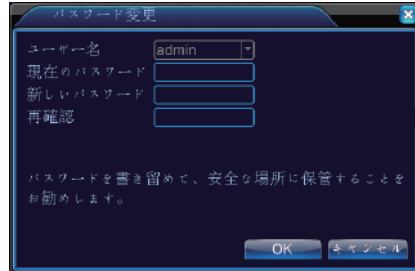 パスワード変更
ユーザー名 admin
現在のパスワード
新しいパスワード
再確認
パスワードを書き留めて、安全な場所に保管することを
お勧めします。
OK キャンセル